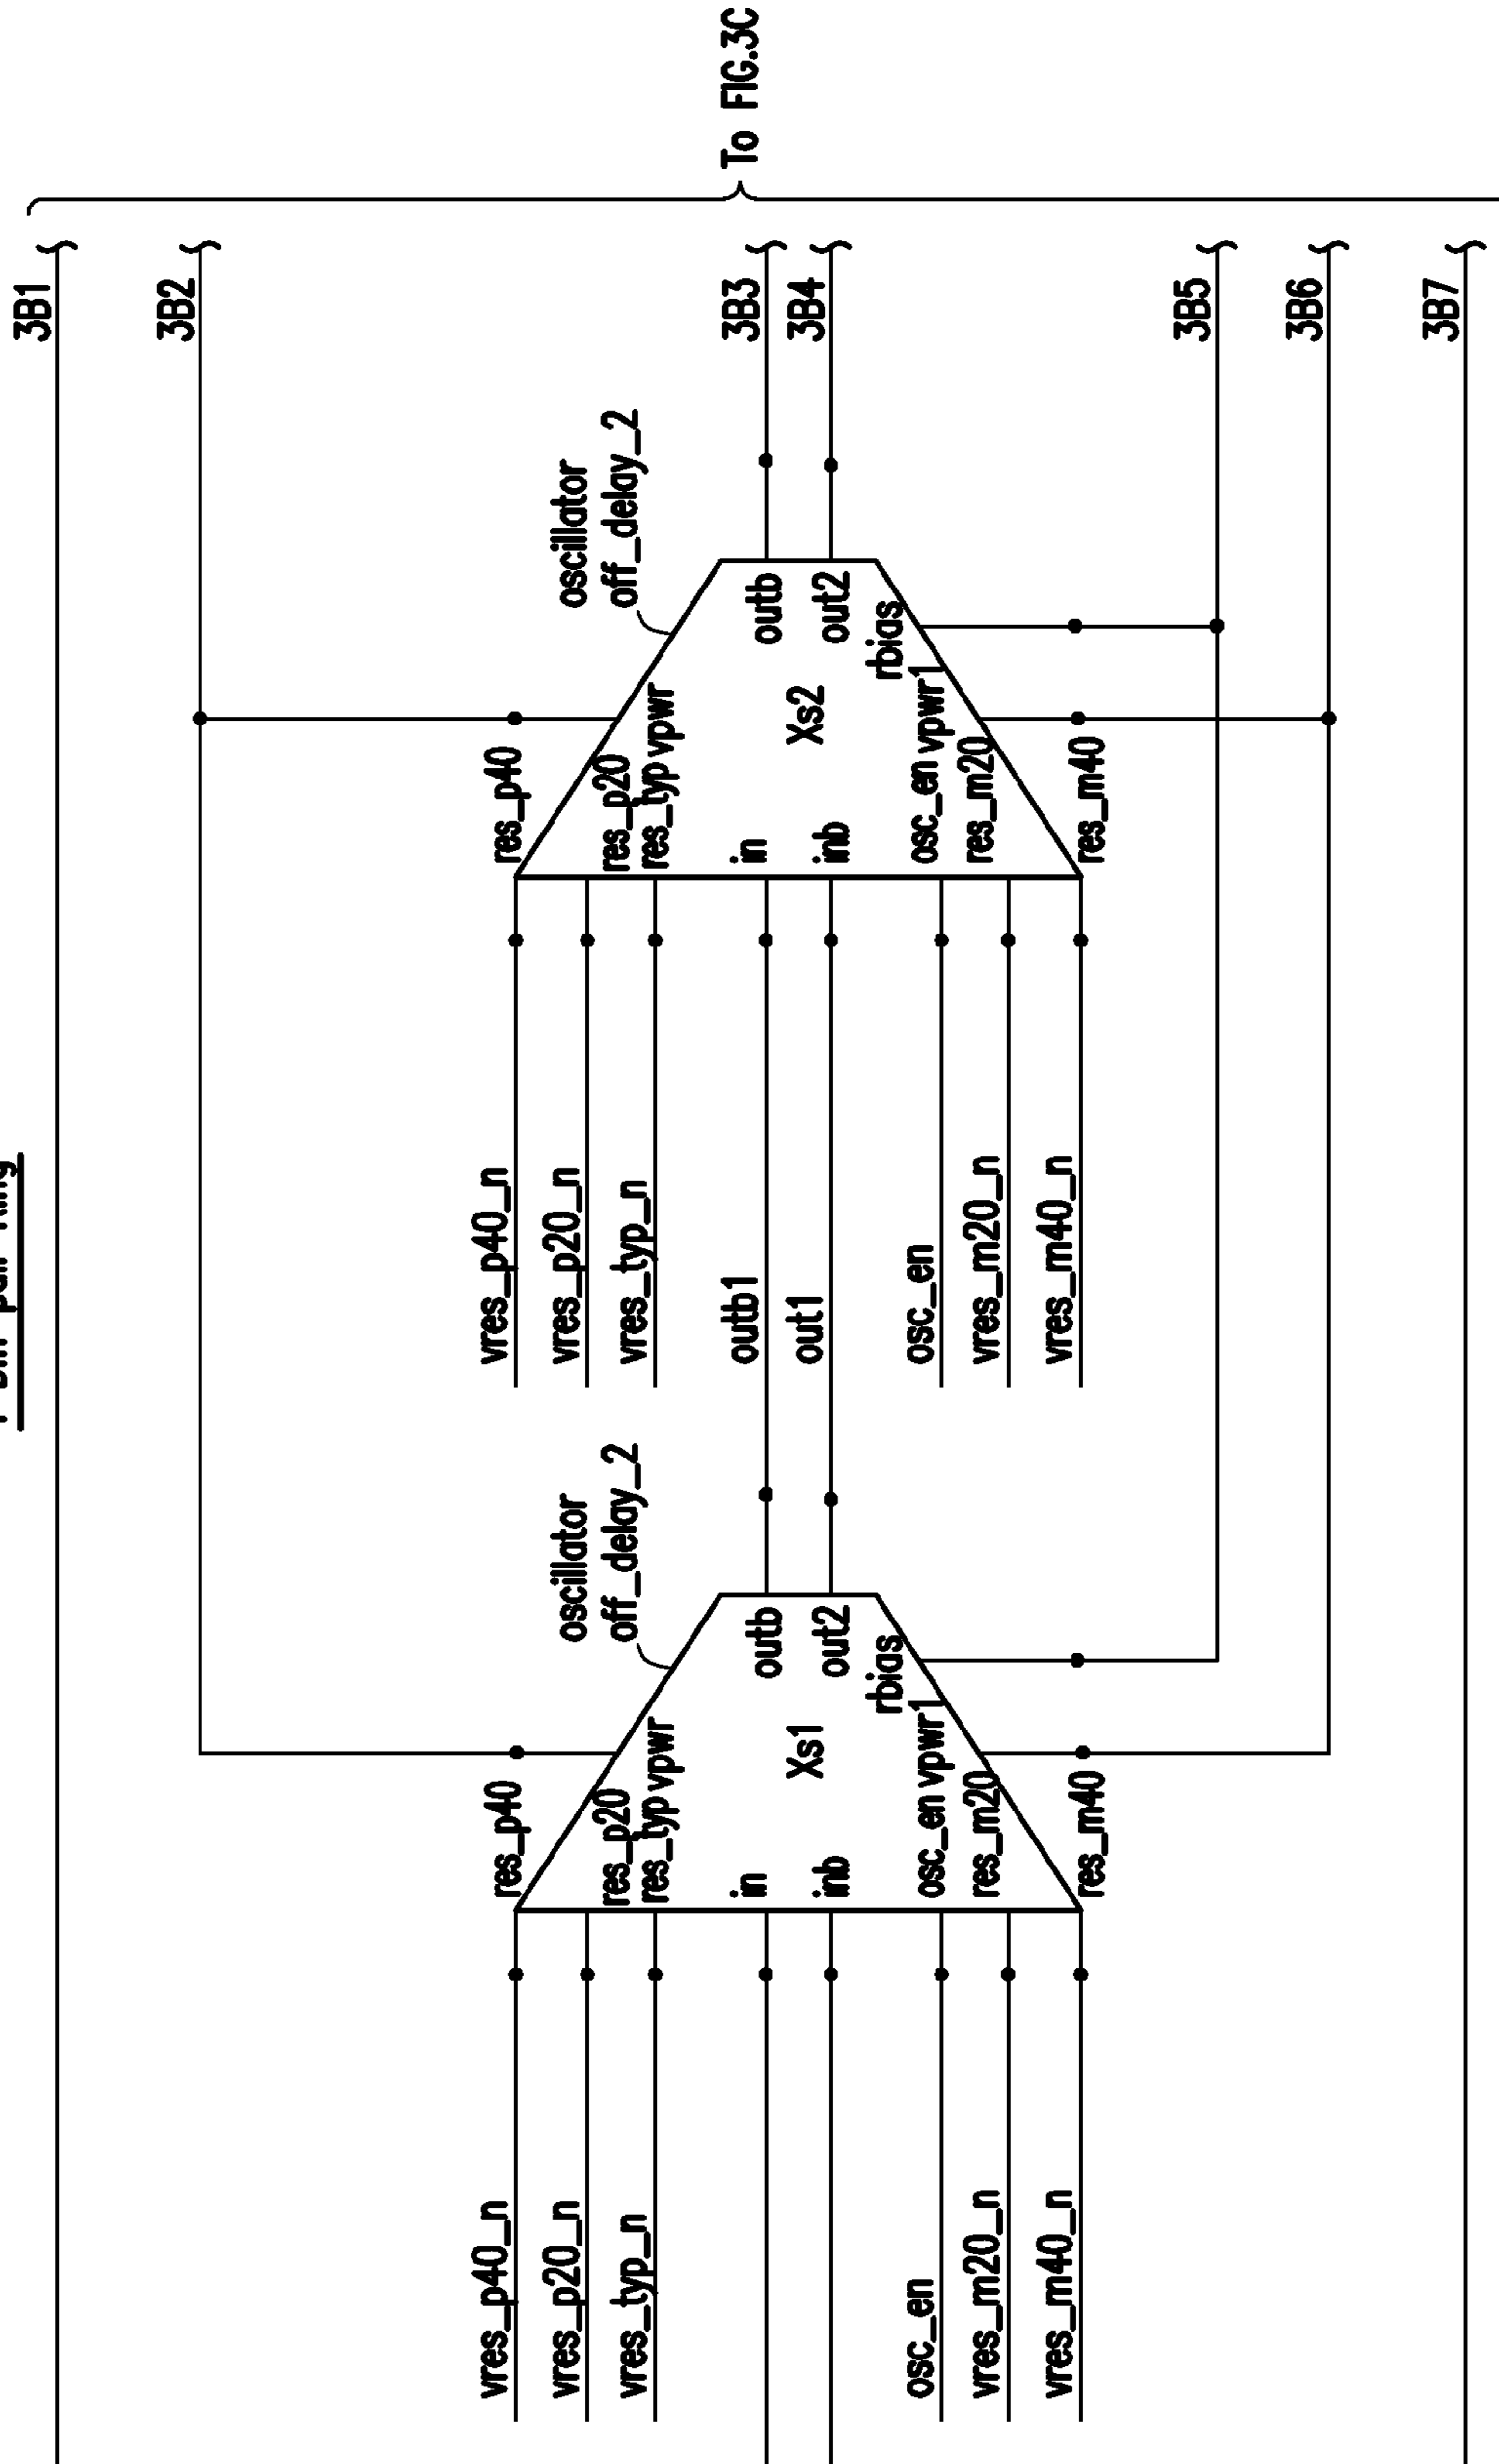 3B1
3B2
vres_p40_n
res_p40
vres_p40_n
res_p40
vres_p20_n
oscillator
vres_p20_n
oscillator
res_p20
off_delay_2
res_p20
off_delay_2
vres_typ_n
res_typ vpwr
vres_typ_n
res_typ vpwr
in
outb
outb1
in
outb
3B3
To FIG.3C
Xs1
out1
Xs2
3B4
inb
out2
inb
out2
rbias
rbias
osc_en
osc_en vpwr1
osc_en
osc_en vpwr1
vres_m20_n
res_m20
vres_m20_n
res_m20
vres_m40_n
res_m40
vres_m40_n
res_m40
3B5
3B6
3B7